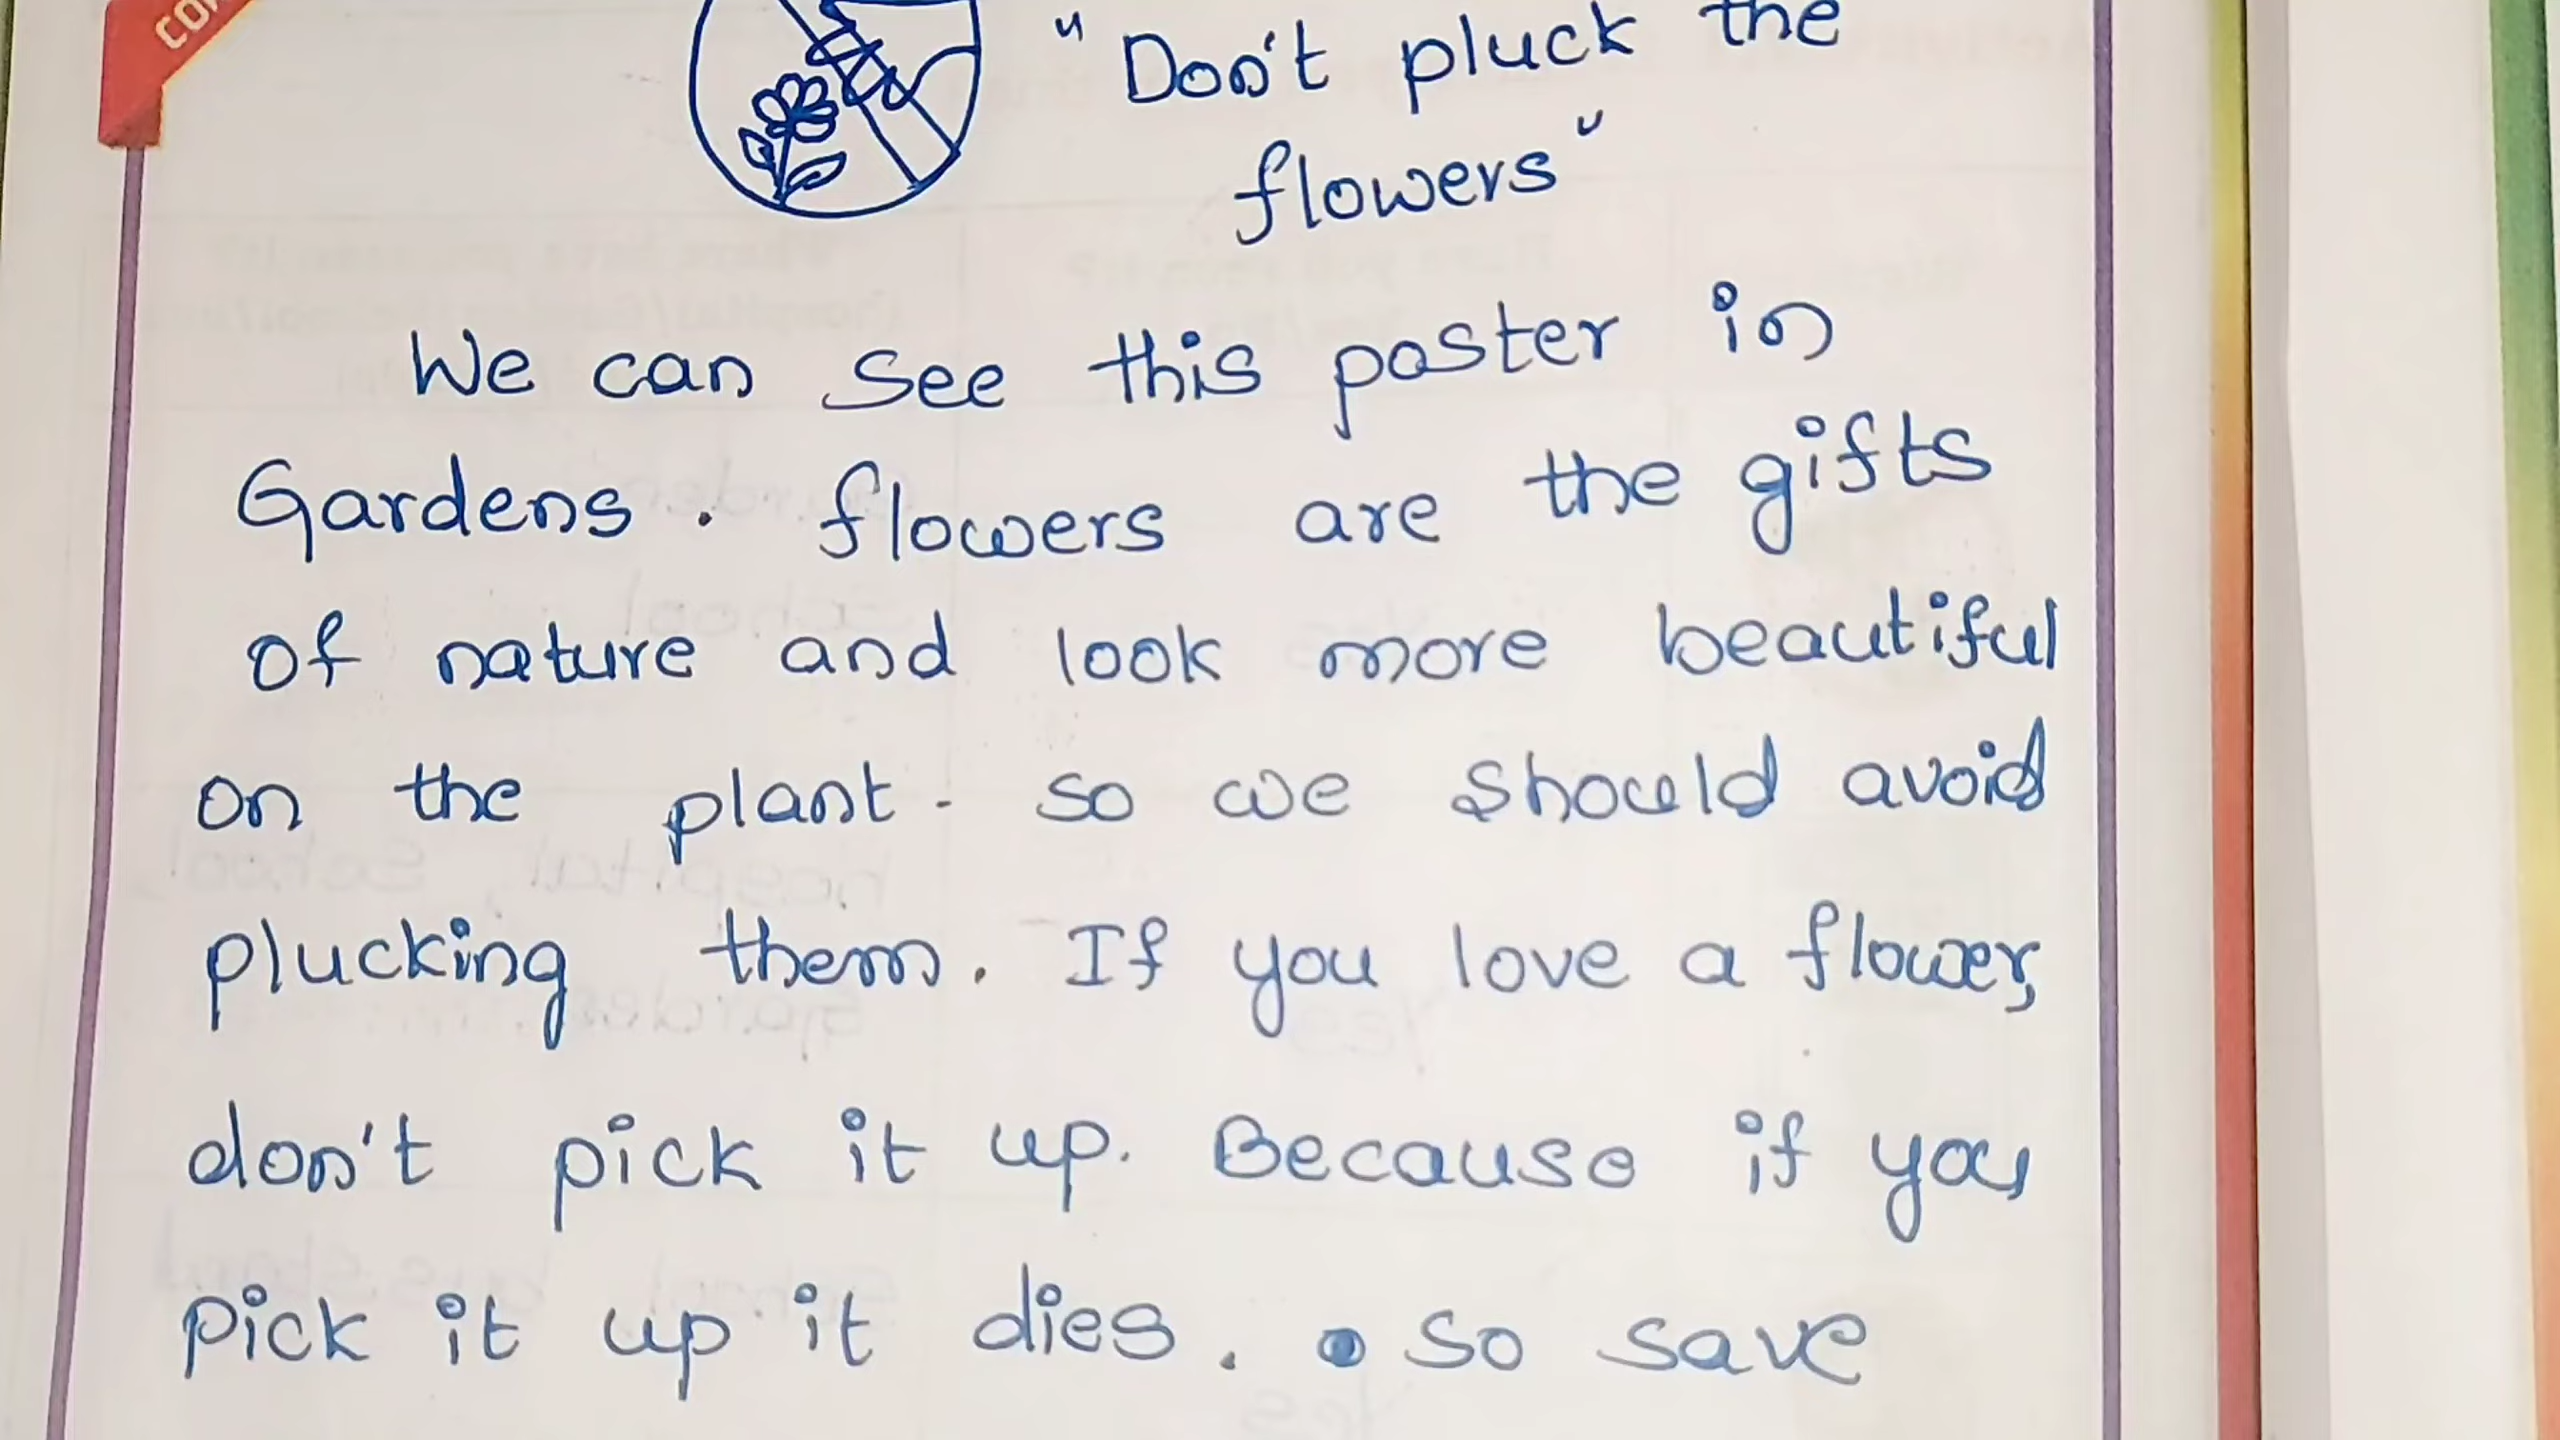 "Don't pluck the
flowers"
We can see this poster in
Gardens. flowers are the gifts
of nature and look more beautiful
on the plant. so we should avoid
plucking them. If you love a flower,
don't pick it up. Because if you
pick it up it dies. so save